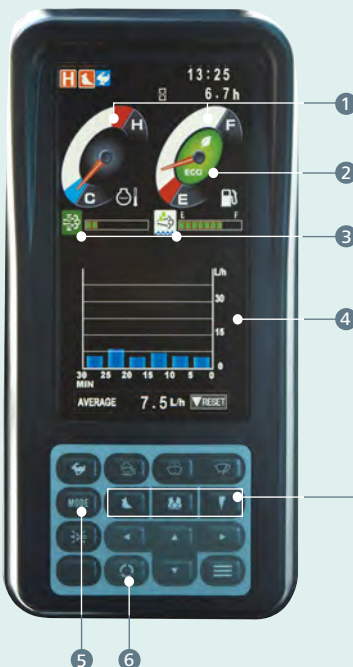 H
13:25
6.7h
1
H
F
ECO
2
C
E
E F
3
L/h
30
4
15
0
30 25 20 15 10 5 0
MIN
AVERAGE 7.5 L/h ▼RESET
MODE
5 6